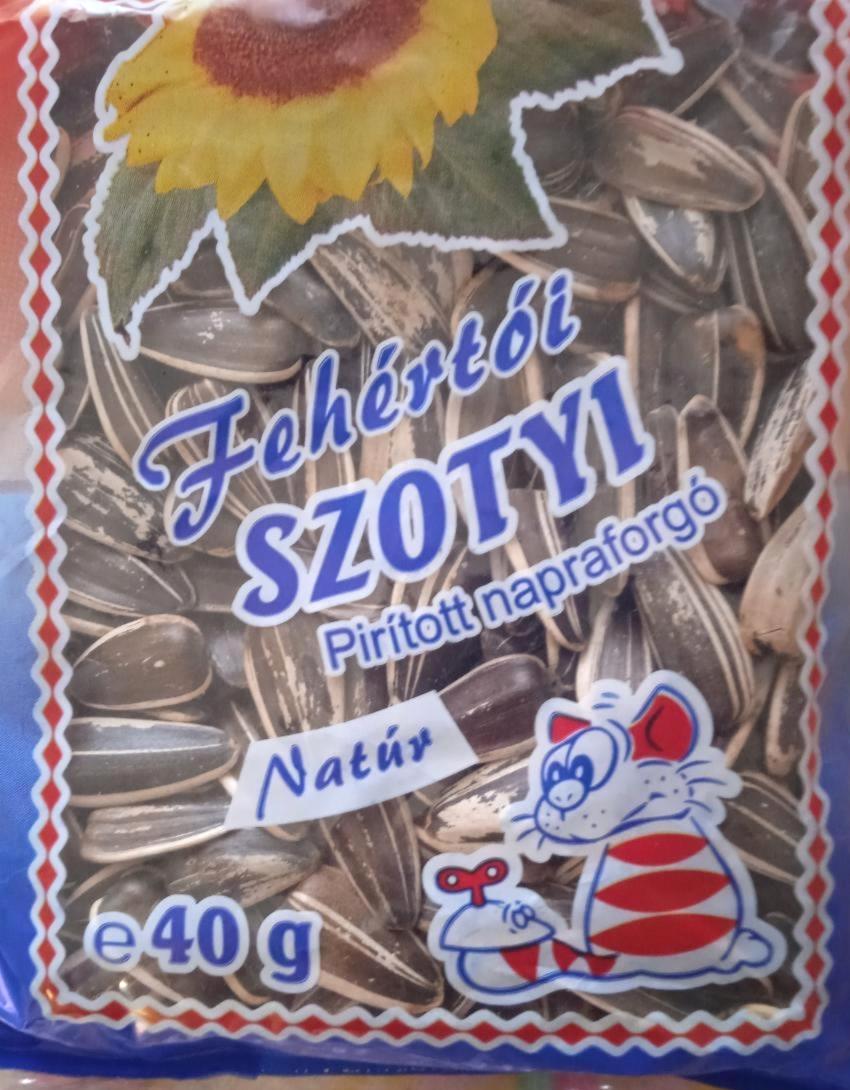 Fehértói
SZOTYI
Pirított napraforgó
Natúr
℮40 g